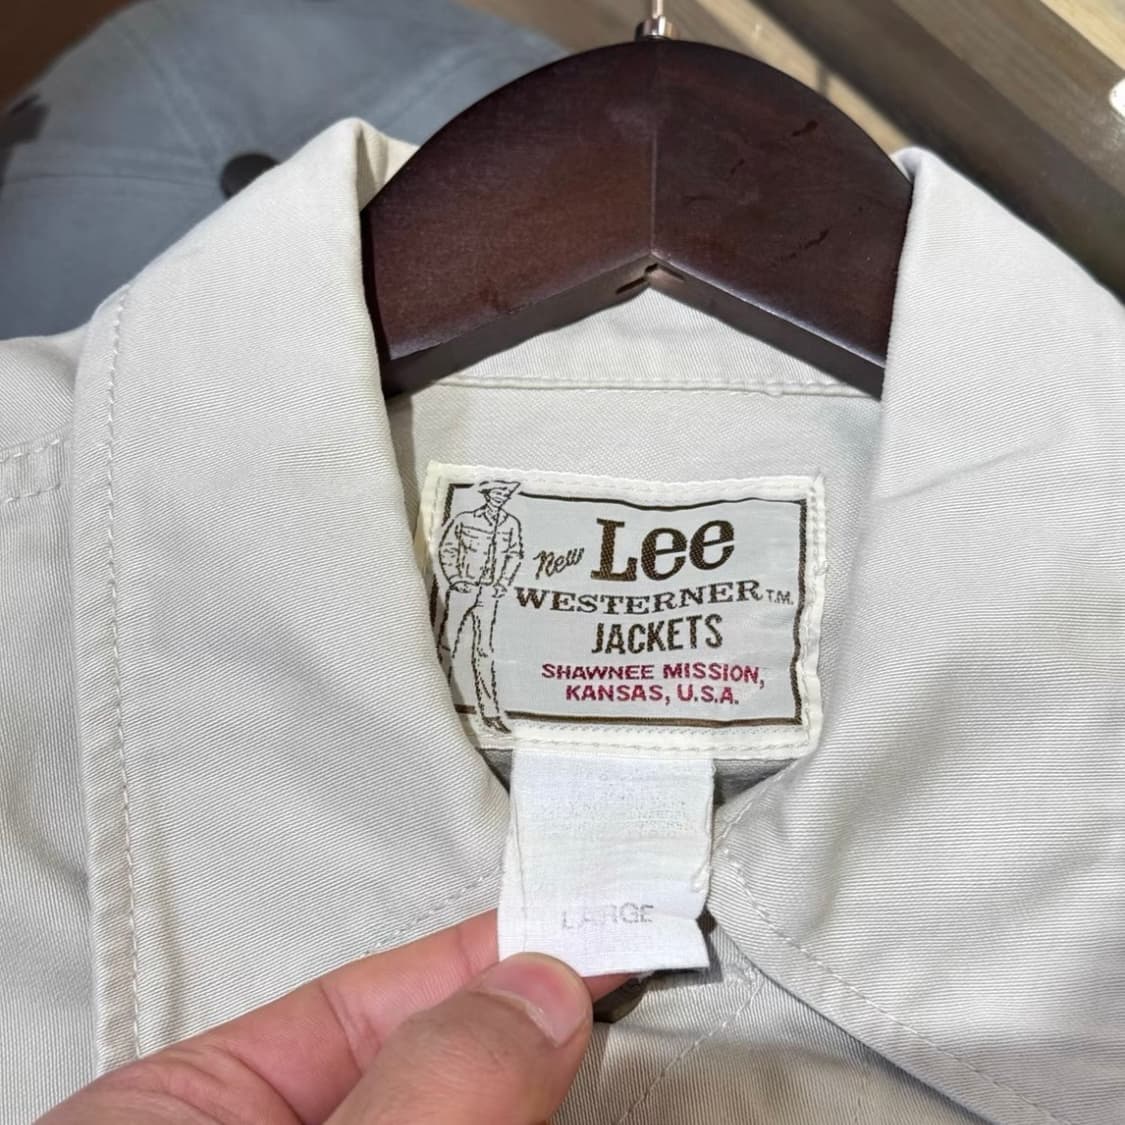 New Lee
WESTERNER T.M.
JACKETS
SHAWNEE MISSION,
KANSAS, U.S.A.
LARGE